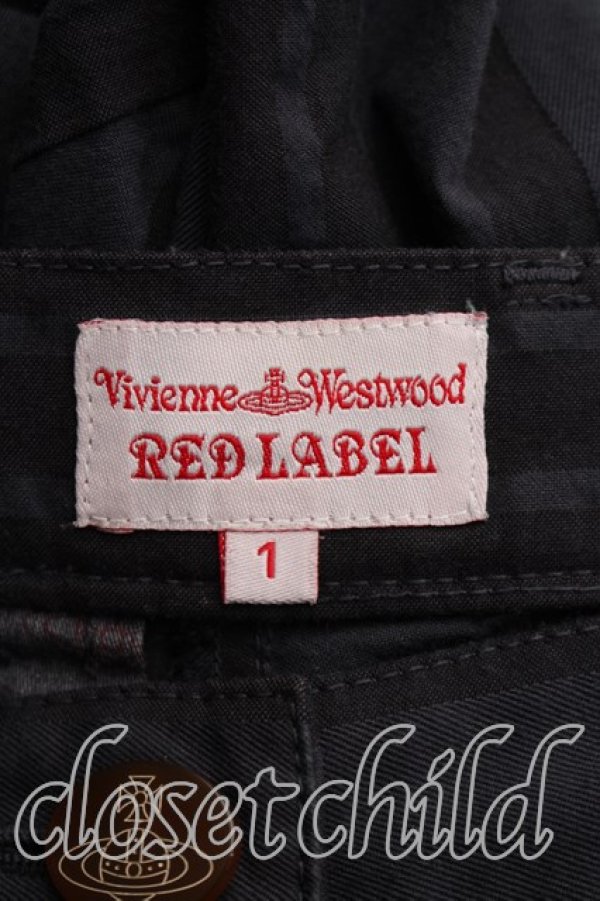 Vivienne Westwood
RED LABEL
1
closetchild